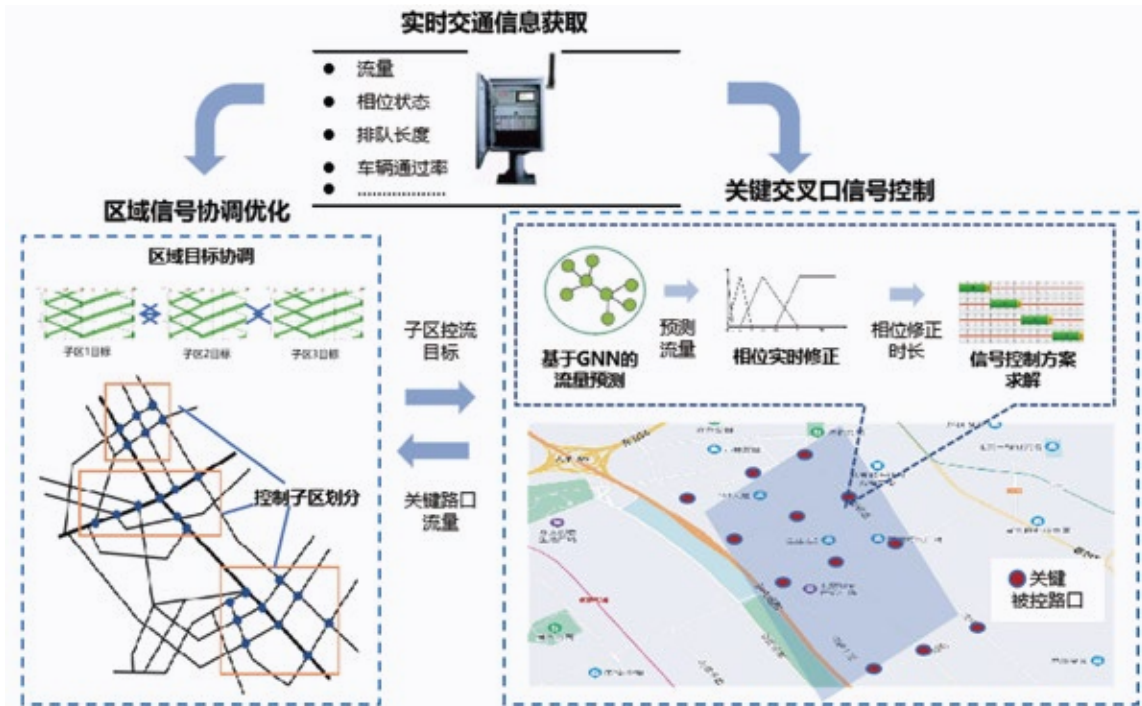 实时交通信息获取
● 流量
● 相位状态
● 排队长度
● 车辆通过率
● ....................
区域信号协调优化
区域目标协调
子区1目标
子区2目标
子区3目标
控制子区划分
子区控流
目标
关键路口
流量
关键交叉口信号控制
基于GNN的
流量预测
预测
流量
相位实时修正
相位修正
时长
信号控制方案
求解
关键
被控路口